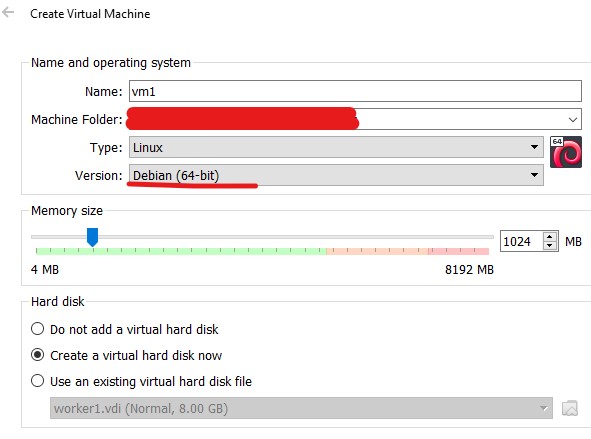 Create Virtual Machine
Name and operating system
Name: vm1
Machine Folder:
Type: Linux
64
Version: Debian (64-bit)
Memory size
1024 MB
4 MB 8192 MB
Hard disk
Do not add a virtual hard disk
Create a virtual hard disk now
Use an existing virtual hard disk file
worker1.vdi (Normal, 8.00 GB)